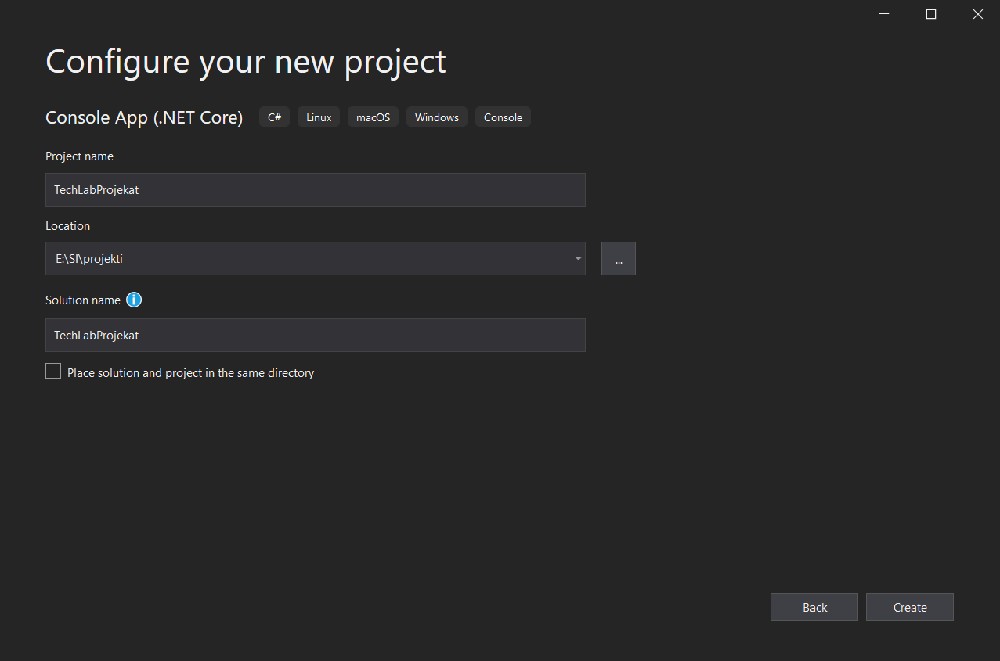 Configure your new project
Console App (.NET Core) C# Linux macOS Windows Console
Project name
TechLabProjekat
Location
E:\SI\projekti
...
Solution name
TechLabProjekat
Place solution and project in the same directory
Back Create